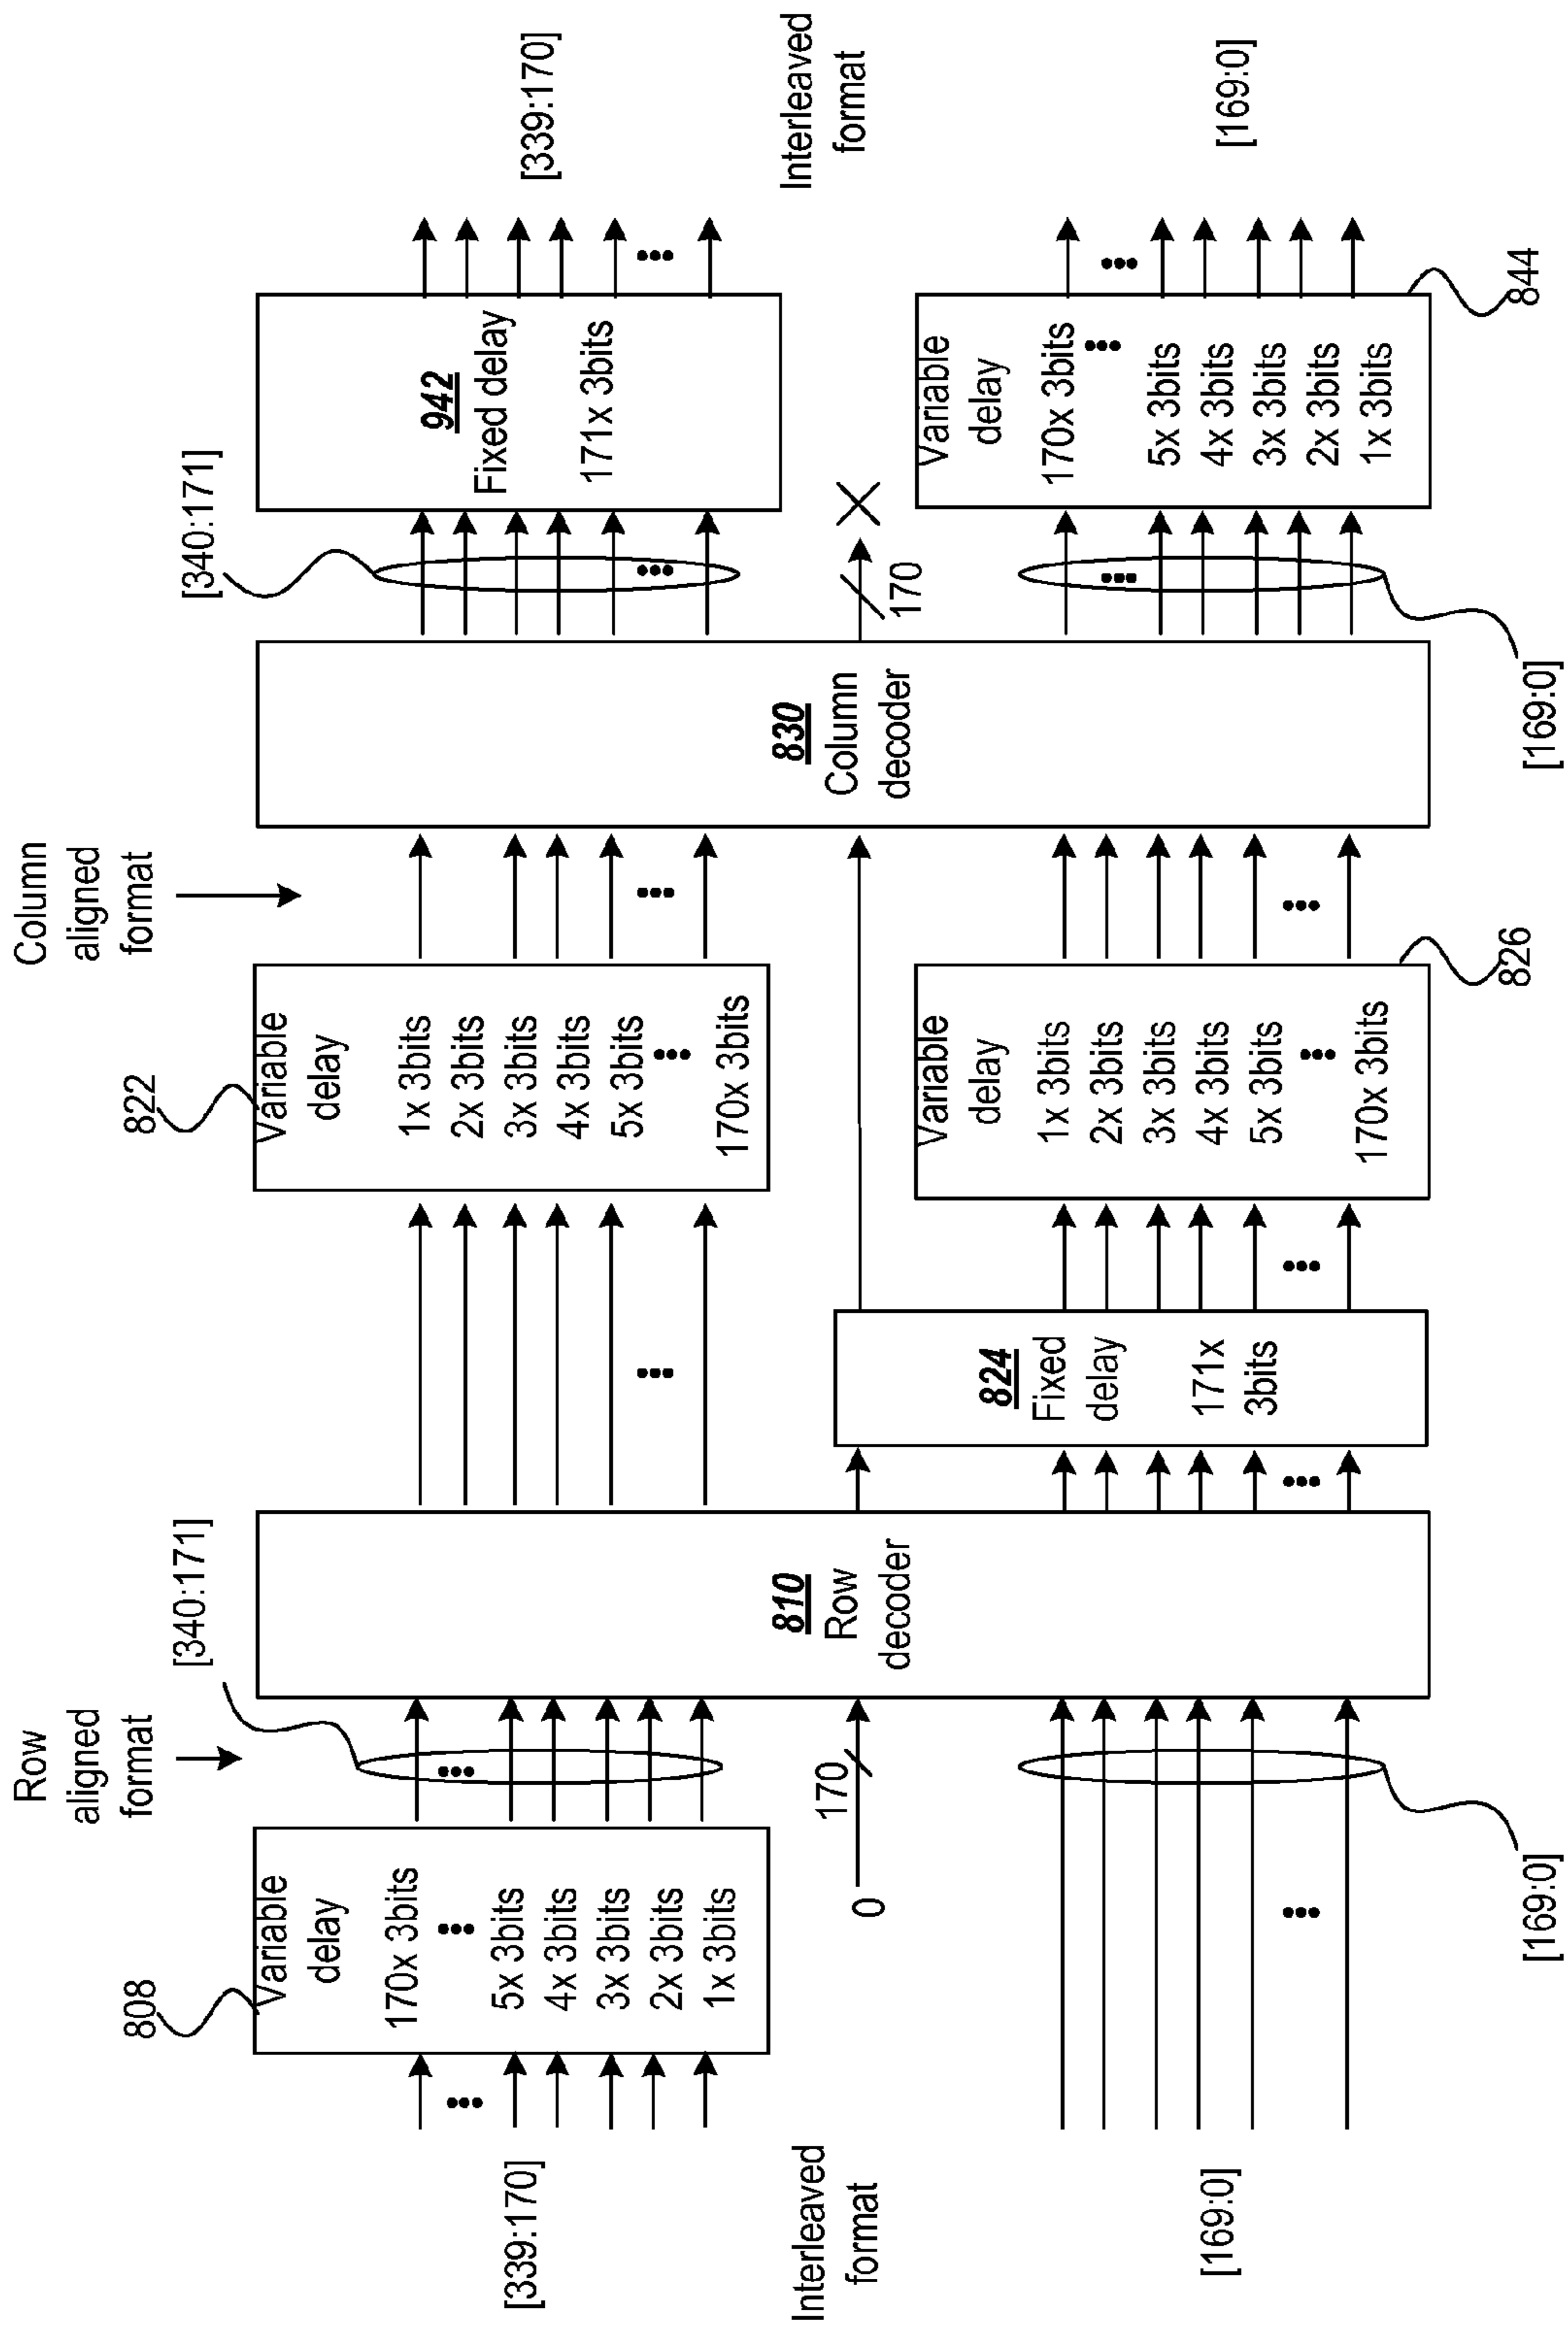 Interleaved
format
[339:170]
[169:0]
808
Variable
delay
170x 3bits
5x 3bits
4x 3bits
3x 3bits
2x 3bits
1x 3bits
0
170
Row
aligned
format
[340:171]
[169:0]
810
Row
decoder
824
Fixed
delay
171x
3bits
822
Variable
delay
1x 3bits
2x 3bits
3x 3bits
4x 3bits
5x 3bits
170x 3bits
Variable
delay
1x 3bits
2x 3bits
3x 3bits
4x 3bits
5x 3bits
170x 3bits
826
Column
aligned
format
830
Column
decoder
[340:171]
170
[169:0]
942
Fixed delay
171x 3bits
Variable
delay
170x 3bits
5x 3bits
4x 3bits
3x 3bits
2x 3bits
1x 3bits
844
[339:170]
Interleaved
format
[169:0]